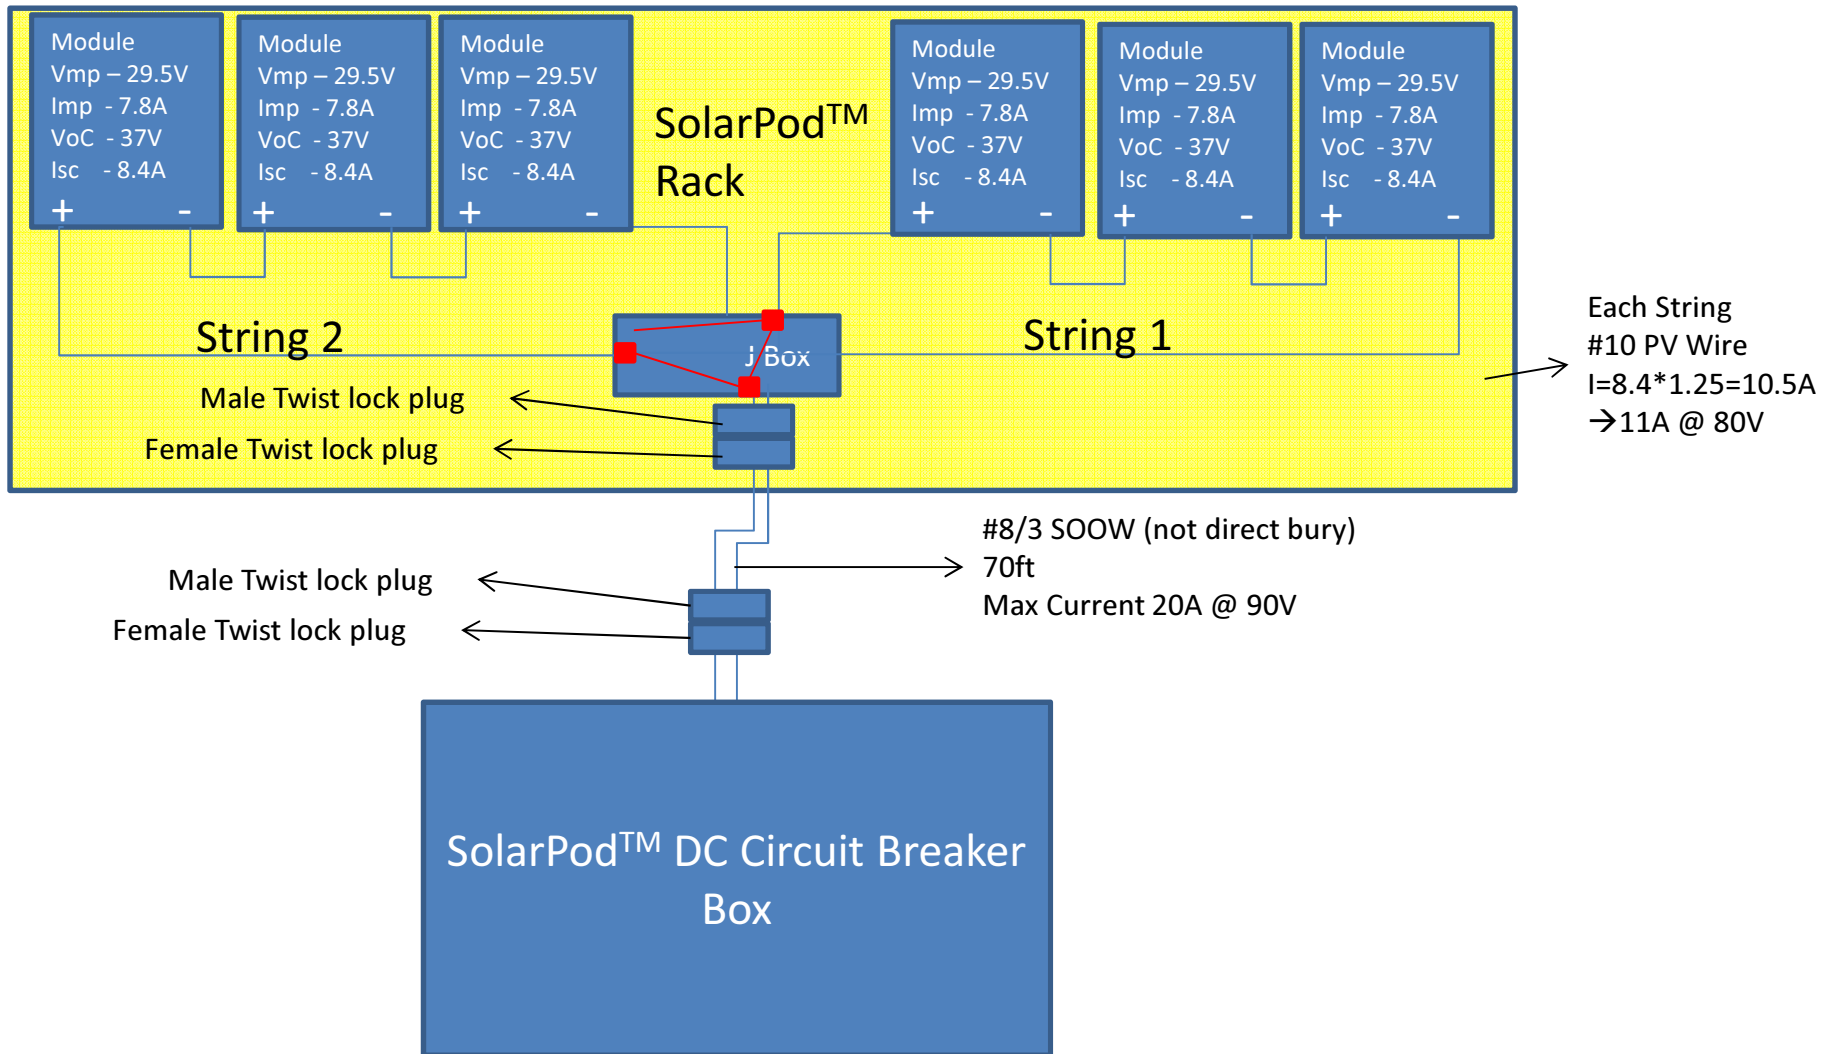 Module
Vmp – 29.5V
Imp - 7.8A
VoC - 37V
Isc - 8.4A
+ -
Module
Vmp – 29.5V
Imp - 7.8A
VoC - 37V
Isc - 8.4A
+ -
Module
Vmp – 29.5V
Imp - 7.8A
VoC - 37V
Isc - 8.4A
+ -
SolarPod™
Rack
Module
Vmp – 29.5V
Imp - 7.8A
VoC - 37V
Isc - 8.4A
+ -
Module
Vmp – 29.5V
Imp - 7.8A
VoC - 37V
Isc - 8.4A
+ -
Module
Vmp – 29.5V
Imp - 7.8A
VoC - 37V
Isc - 8.4A
+ -
String 2
J Box
String 1
Each String
#10 PV Wire
I=8.4*1.25=10.5A
→11A @ 80V
Male Twist lock plug
Female Twist lock plug
#8/3 SOOW (not direct bury)
70ft
Max Current 20A @ 90V
Male Twist lock plug
Female Twist lock plug
SolarPod™ DC Circuit Breaker
Box